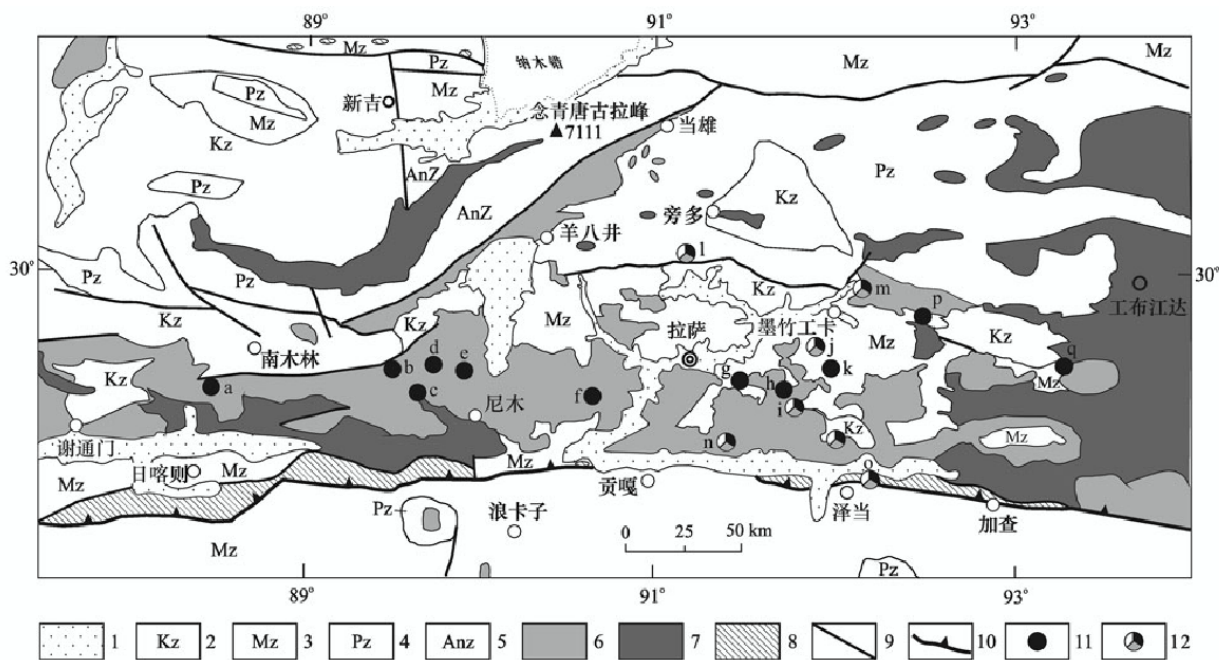 89 91 93
Mz Pz 纳木错 Mz Mz
Pz 新吉 Mz 念青唐古拉峰
Mz 7111 当雄
Kz
Pz AnZ Pz
AnZ Kz
旁多
羊八井
l
30° 30°
Pz Pz Kz m 工布江达
Kz Kz Mz 拉萨 墨竹工卡 p
南木林 d j Mz Kz
Kz a b e g k q
c f h Mz
尼木 i
谢通门 n Kz Mz
日喀则 Mz Mz o
Mz 贡嘎
Pz 浪卡子 泽当 加查
Mz 0 25 50 km
Pz
89 91 93
1 Kz 2 Mz 3 Pz 4 Anz 5 6 7 8 9 10 11 12